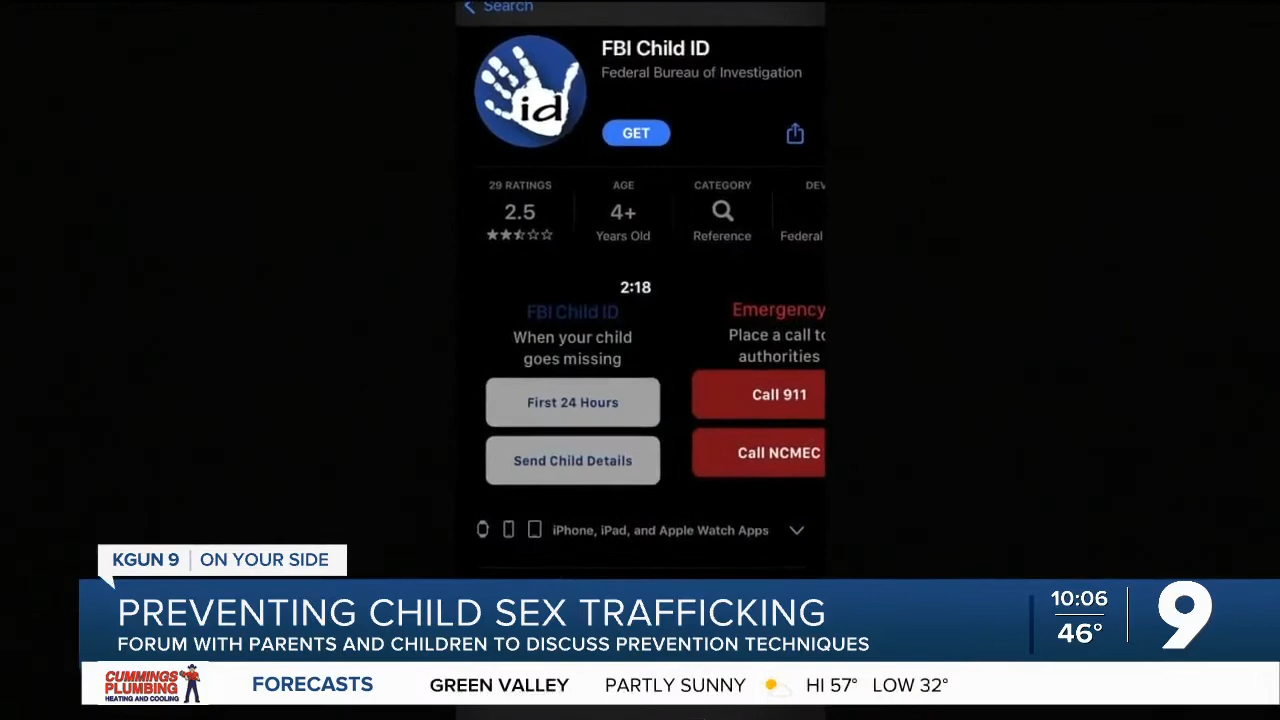 Search
FBI Child ID
Federal Bureau of Investigation
id
GET
29 RATINGS
AGE
CATEGORY
DEV
2.5
4+
Years Old
Reference
Federal
2:18
FBI Child ID
When your child
goes missing
First 24 Hours
Send Child Details
Emergency
Place a call to
authorities
Call 911
Call NCMEC
iPhone, iPad, and Apple Watch Apps
KGUN 9 | ON YOUR SIDE
PREVENTING CHILD SEX TRAFFICKING
FORUM WITH PARENTS AND CHILDREN TO DISCUSS PREVENTION TECHNIQUES
10:06
46°
9
CUMMINGS
PLUMBING
HEATING AND COOLING
FORECASTS
GREEN VALLEY PARTLY SUNNY HI 57° LOW 32°